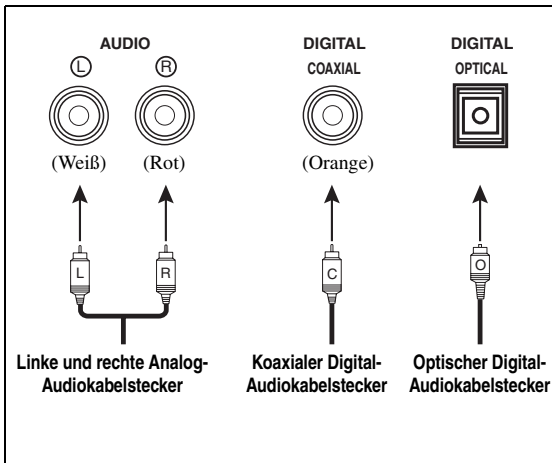 AUDIO DIGITAL DIGITAL
L R COAXIAL OPTICAL
(Weiß) (Rot) (Orange)
L R C O
Linke und rechte Analog-
Audiokabelstecker
Koaxialer Digital-
Audiokabelstecker
Optischer Digital-
Audiokabelstecker